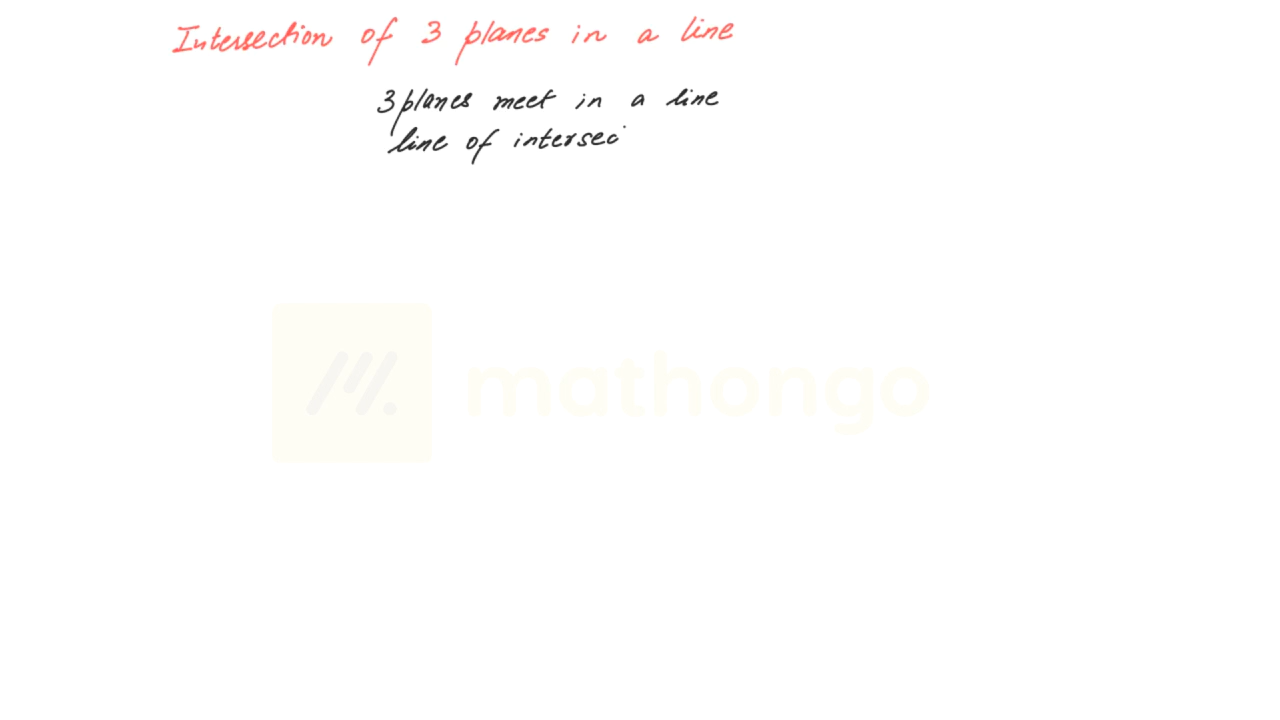 Intersection of 3 planes in a line
3 planes meet in a line
line of intersec
mathongo